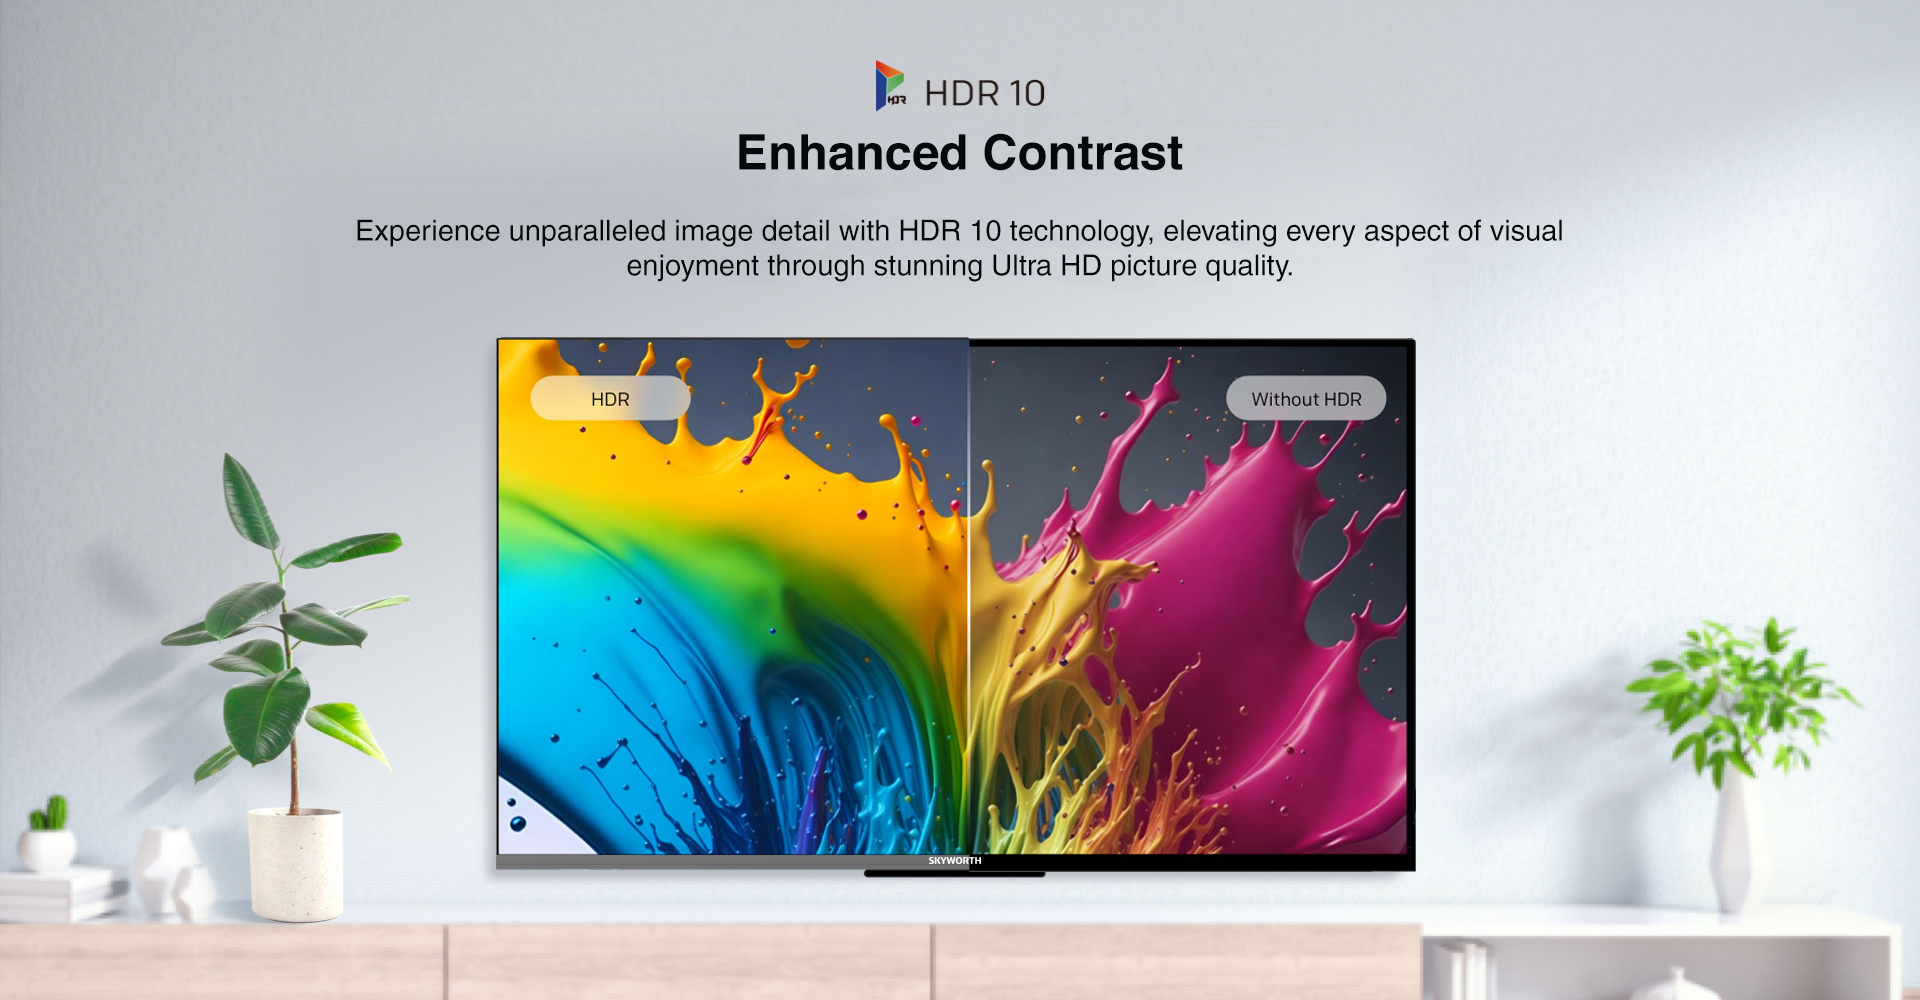 HDR
HDR 10
Enhanced Contrast
Experience unparalleled image detail with HDR 10 technology, elevating every aspect of visual
enjoyment through stunning Ultra HD picture quality.
HDR
Without HDR
SKYWORTH